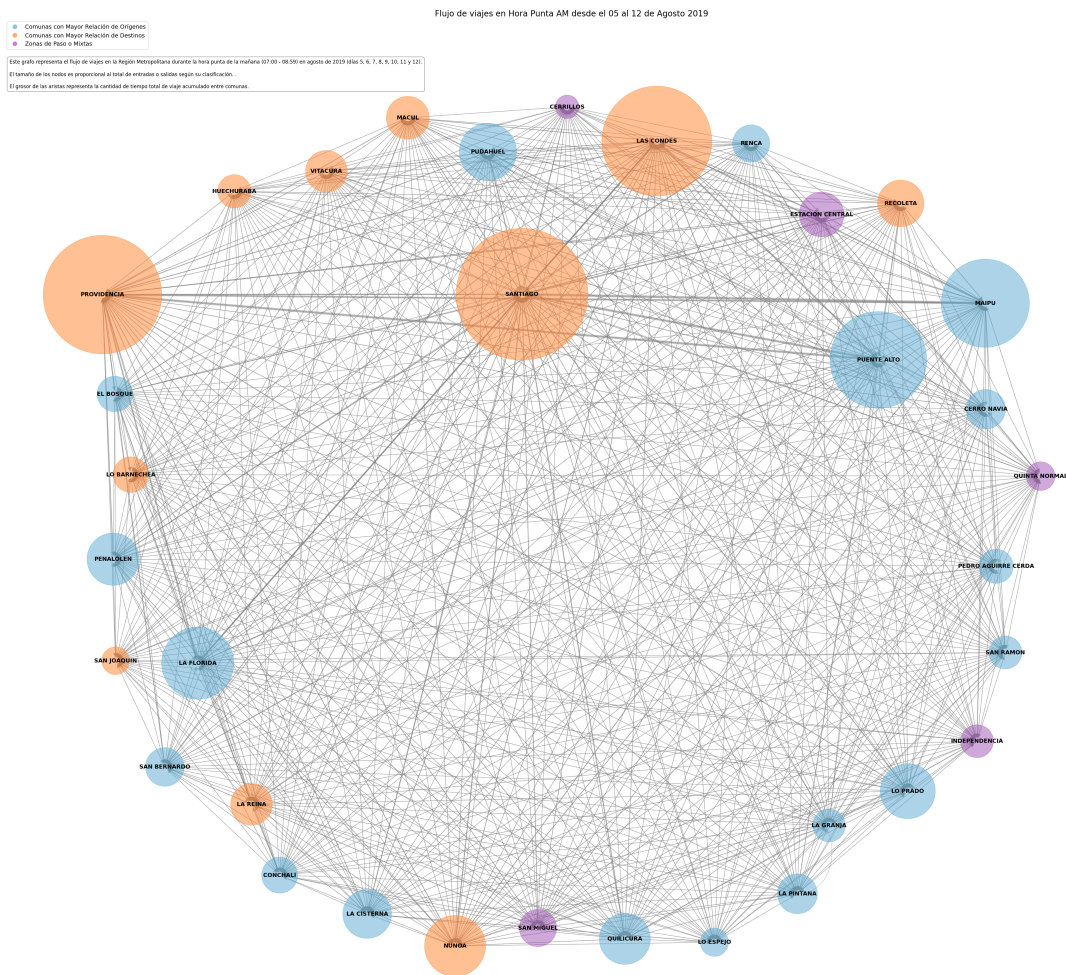 Flujo de viajes en Hora Punta AM desde el 05 al 12 de Agosto 2019
Comunas con Mayor Relación de Orígenes
Comunas con Mayor Relación de Destinos
Zonas de Paso o Mixtas
Este grafo representa el flujo de viajes en la Región Metropolitana durante la hora punta de la mañana (07:00 - 08:59) en agosto de 2019 (días 5, 6, 7, 8, 9, 10, 11 y 12).
El tamaño de los nodos es proporcional al total de entradas o salidas según su clasificación. .
El grosor de las aristas representa la cantidad de tiempo total de viaje acumulado entre comunas.
CERRILLOS
MACUL
LAS CONDES
RENCA
PUDAHUEL
VITACURA
HUECHURABA
RECOLETA
ESTACION CENTRAL
PROVIDENCIA
SANTIAGO
MAIPU
PUENTE ALTO
EL BOSQUE
CERRO NAVIA
LO BARNECHEA
QUINTA NORMAL
PENALOLEN
PEDRO AGUIRRE CERDA
SAN RAMON
SAN JOAQUIN
LA FLORIDA
INDEPENDENCIA
SAN BERNARDO
LO PRADO
LA REINA
LA GRANJA
CONCHALI
LA PINTANA
LA CISTERNA
SAN MIGUEL
QUILICURA
LO ESPEJO
NUNOA